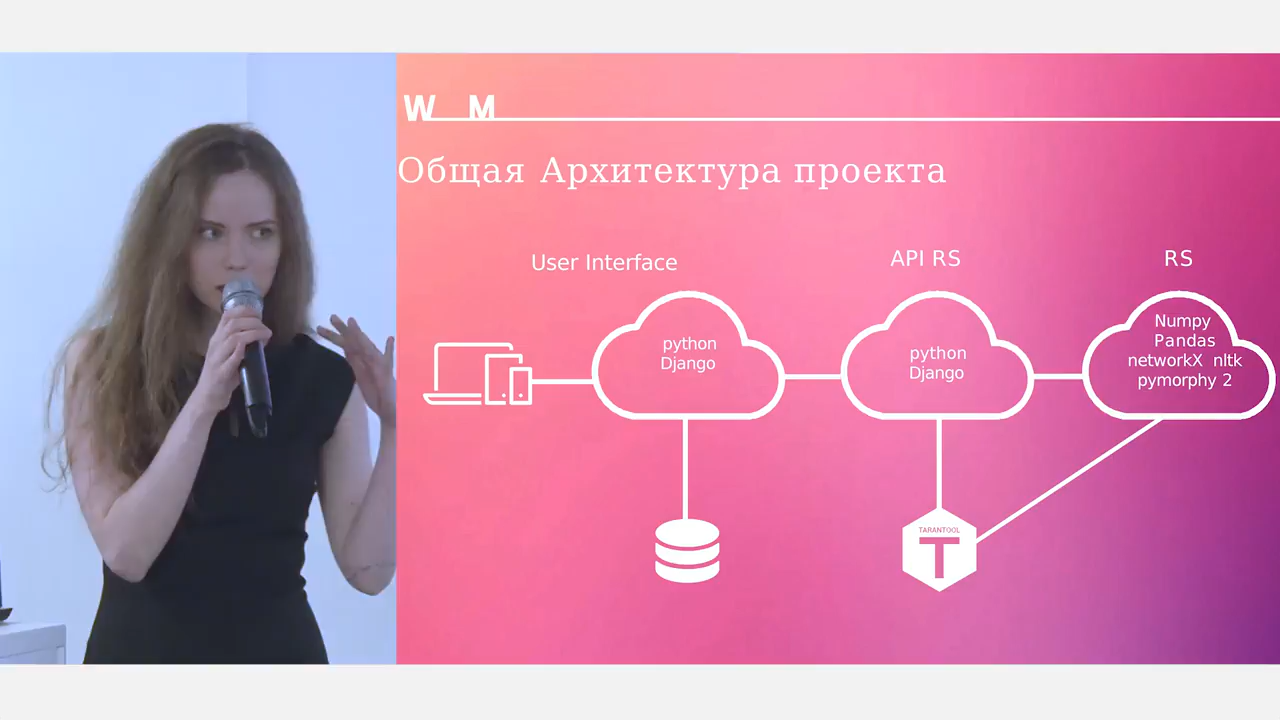 W M
Общая Архитектура проекта
User Interface
API RS
RS
python
Django
python
Django
Numpy
Pandas
networkX nltk
pymorphy 2
TARANTOOL
T